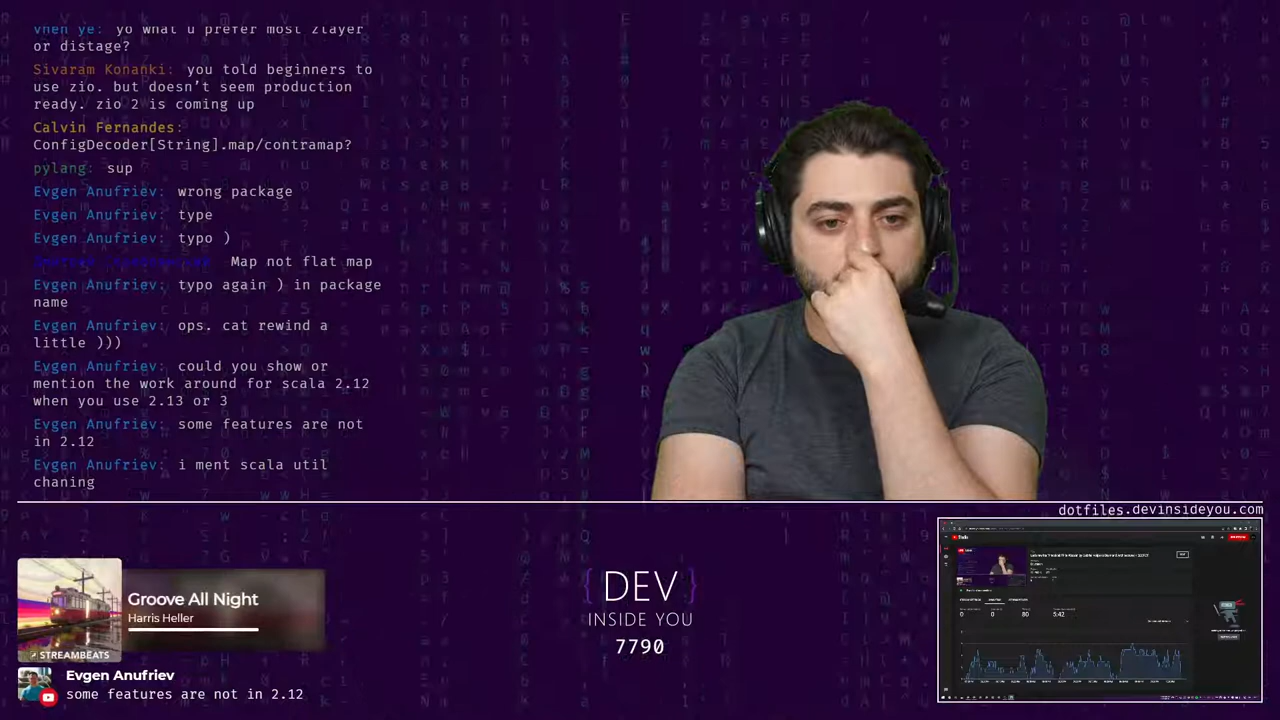 vhen ye: yo what u prefer most zlayer
or distage?
Sivaram Konanki: you told beginners to
use zio. but doesn't seem production
ready. zio 2 is coming up
Calvin Fernandes:
ConfigDecoder[String].map/contramap?
pylang: sup
Evgen Anufriev: wrong package
Evgen Anufriev: type
Evgen Anufriev: typo )
Map not flat map
Evgen Anufriev: typo again ) in package
name
Evgen Anufriev: ops. cat rewind a
little )))
Evgen Anufriev: could you show or
mention the work around for scala 2.12
when you use 2.13 or 3
Evgen Anufriev: some features are not
in 2.12
Evgen Anufriev: i ment scala util
chaning
dotfiles.devinsideyou.com
Groove All Night
Harris Heller
STREAMBEATS
Evgen Anufriev
some features are not in 2.12
{ DEV }
INSIDE YOU
7790
0
0
80
5:42